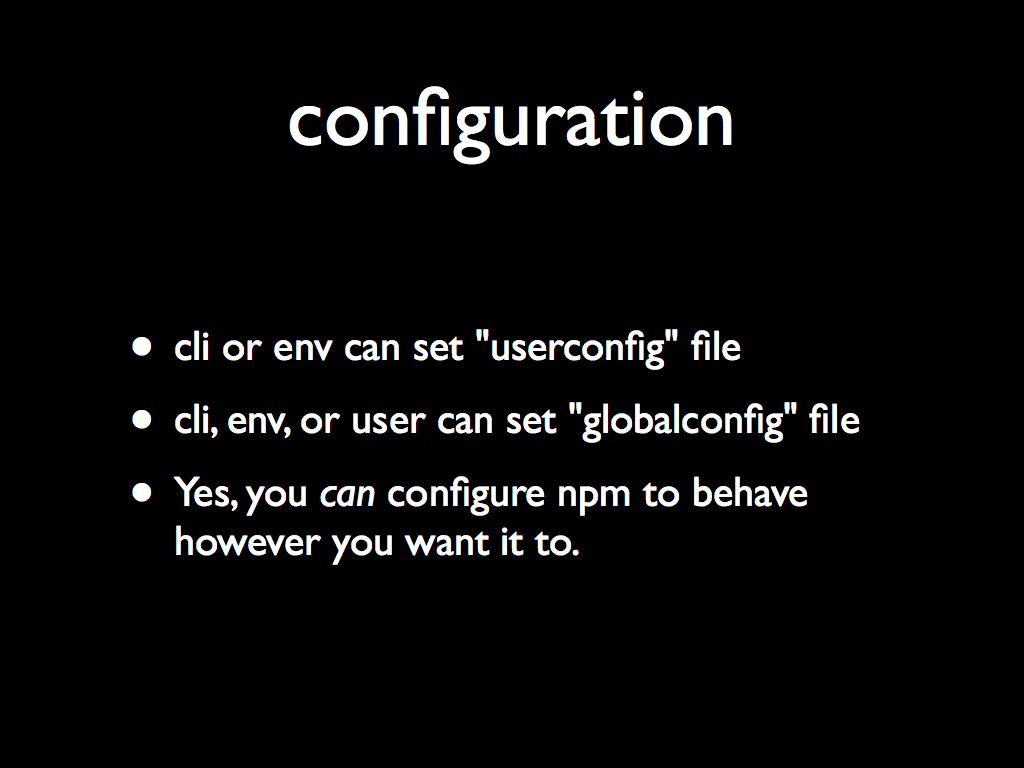 configuration
• cli or env can set "userconfig" file
• cli, env, or user can set "globalconfig" file
• Yes, you can configure npm to behave
however you want it to.